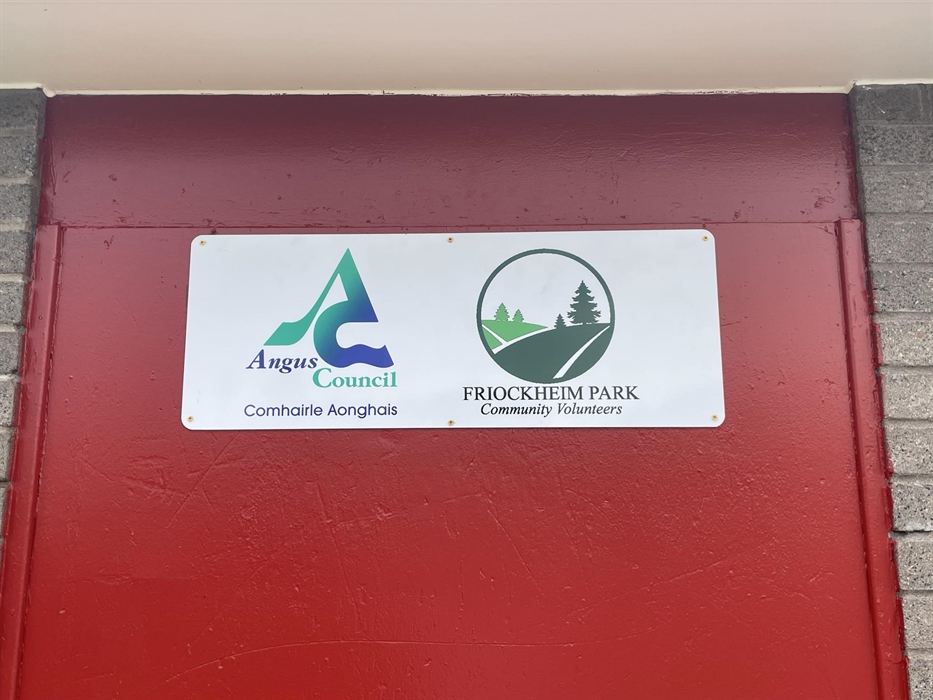 Angus
Council
Comhairle Aonghais
FRIOCKHEIM PARK
Community Volunteers